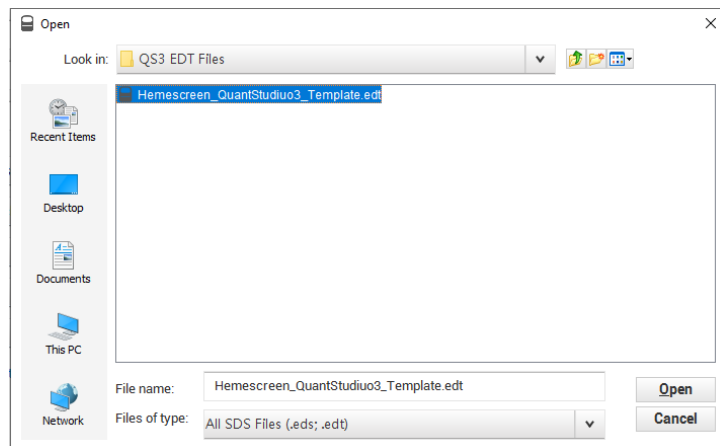 Open
Look in: QS3 EDT Files
Hemescreen_QuantStudiuo3_Template.edt
Recent Items
Desktop
Documents
This PC
Network
File name: Hemescreen_QuantStudiuo3_Template.edt
Open
Files of type: All SDS Files (.eds; .edt)
Cancel